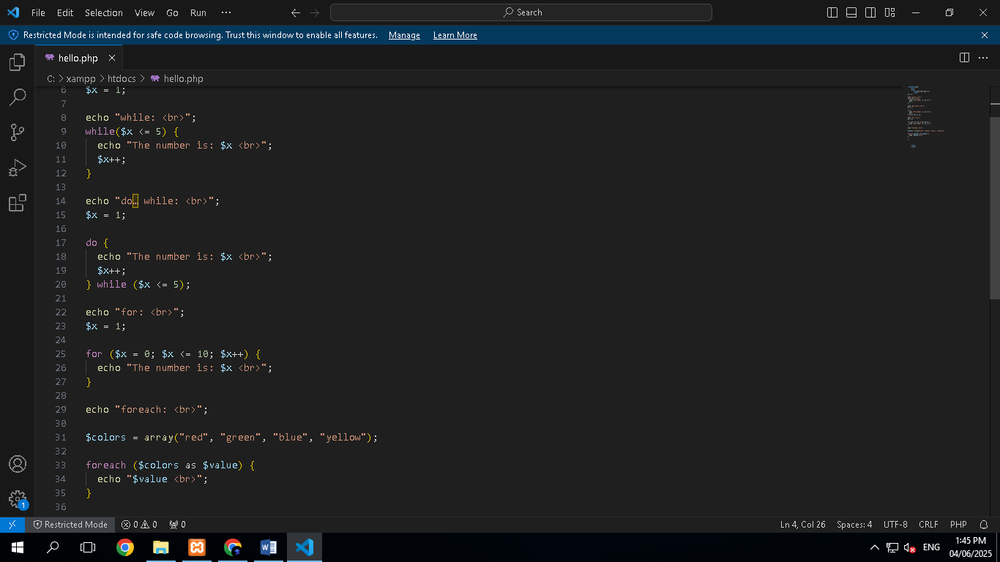 File Edit Selection View Go Run ··· Search
Restricted Mode is intended for safe code browsing. Trust this window to enable all features. Manage Learn More
hello.php
C: > xampp > htdocs > hello.php
6 $x = 1;
7
8 echo "while: <br>";
9 while($x <= 5) {
10 echo "The number is: $x <br>";
11 $x++;
12 }
13
14 echo "do… while: <br>";
15 $x = 1;
16
17 do {
18 echo "The number is: $x <br>";
19 $x++;
20 } while ($x <= 5);
21
22 echo "for: <br>";
23 $x = 1;
24
25 for ($x = 0; $x <= 10; $x++) {
26 echo "The number is: $x <br>";
27 }
28
29 echo "foreach: <br>";
30
31 $colors = array("red", "green", "blue", "yellow");
32
33 foreach ($colors as $value) {
34 echo "$value <br>";
35 }
36
1
Restricted Mode 0 0 0 Ln 4, Col 26 Spaces: 4 UTF-8 CRLF PHP
ENG 1:45 PM
04/06/2025